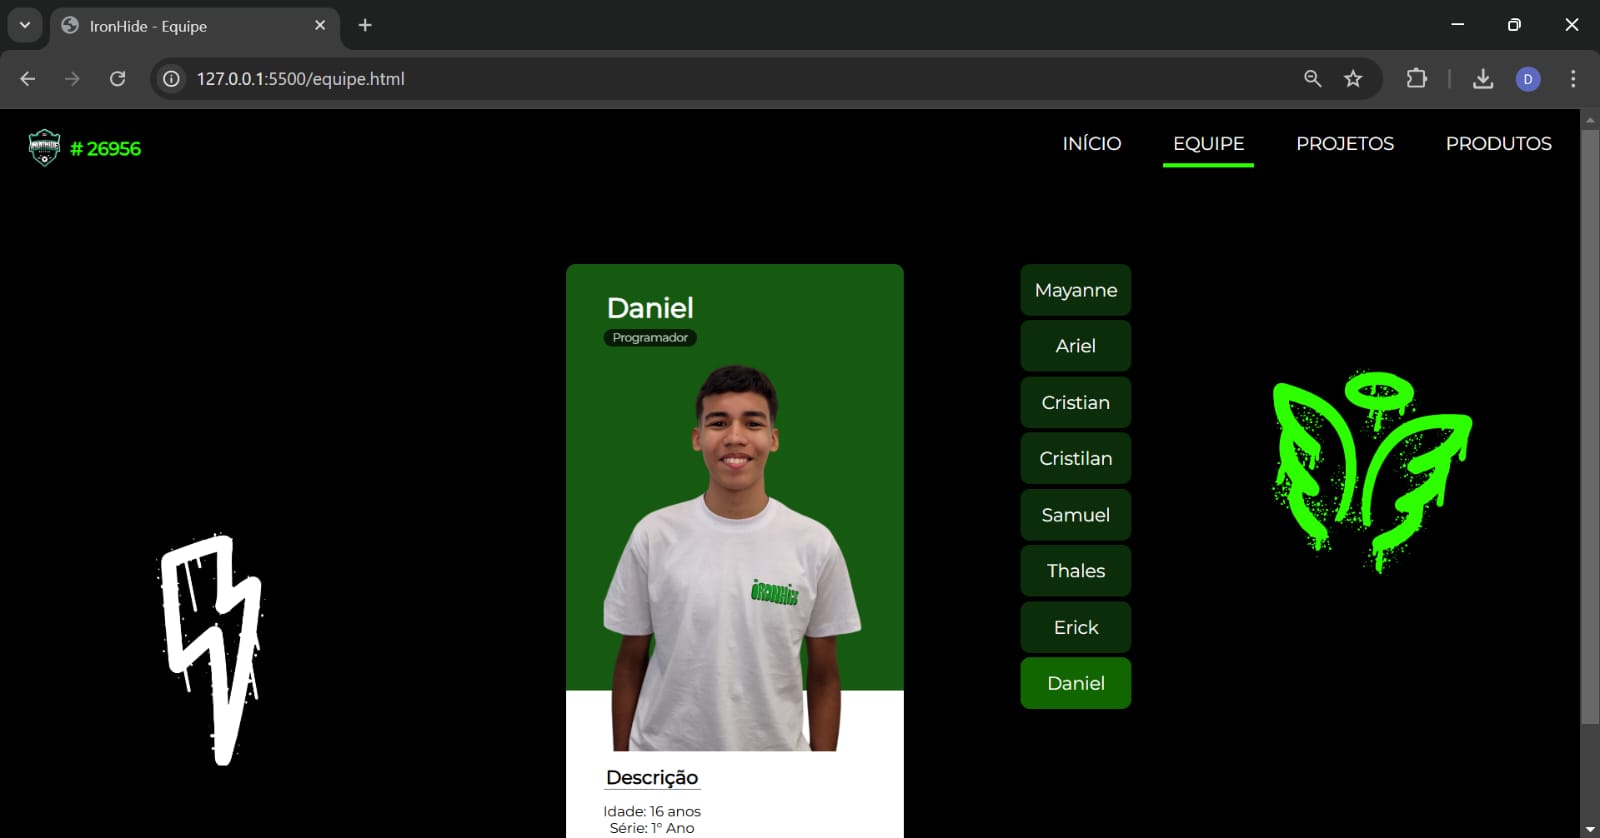 IronHide - Equipe
127.0.0.1:5500/equipe.html
D
IRONHIDE
# 26956
INÍCIO
EQUIPE
PROJETOS
PRODUTOS
Daniel
Programador
Descrição
Idade: 16 anos
Série: 1° Ano
Mayanne
Ariel
Cristian
Cristilan
Samuel
Thales
Erick
Daniel